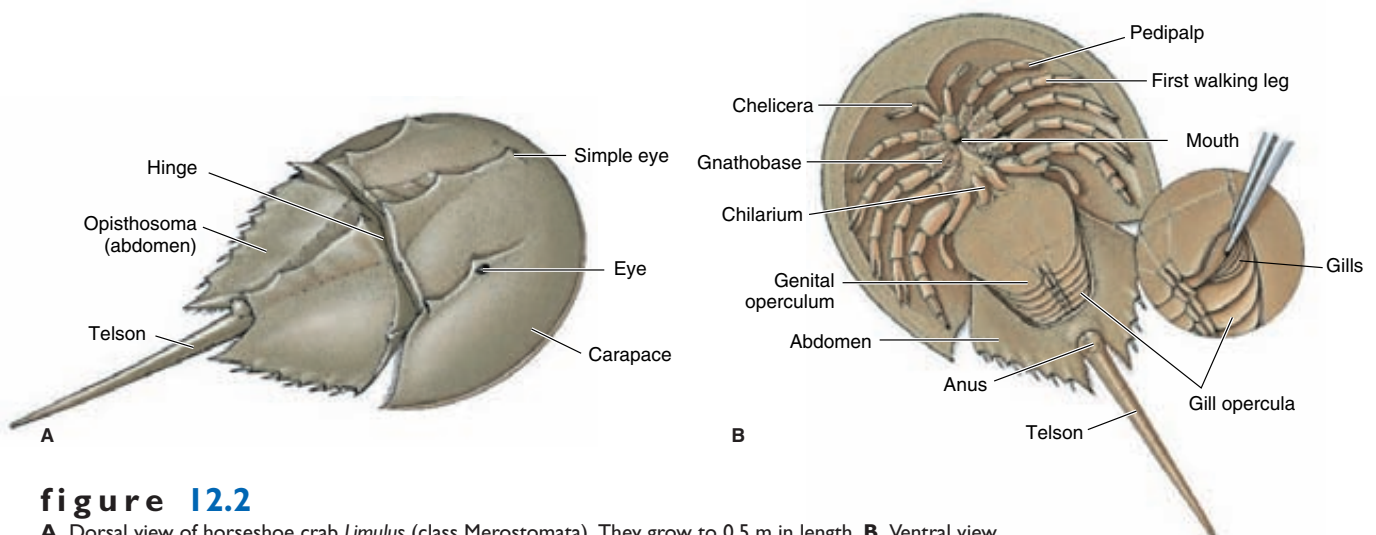 Hinge
Opisthosoma
(abdomen)
Telson
Simple eye
Eye
Carapace
A
Pedipalp
First walking leg
Chelicera
Mouth
Gnathobase
Chilarium
Genital
operculum
Gills
Abdomen
Anus
Gill opercula
Telson
B
figure 12.2
A Dorsal view of horseshoe crab Limulus (class Merostomata). They grow to 0.5 m in length. B Ventral view.